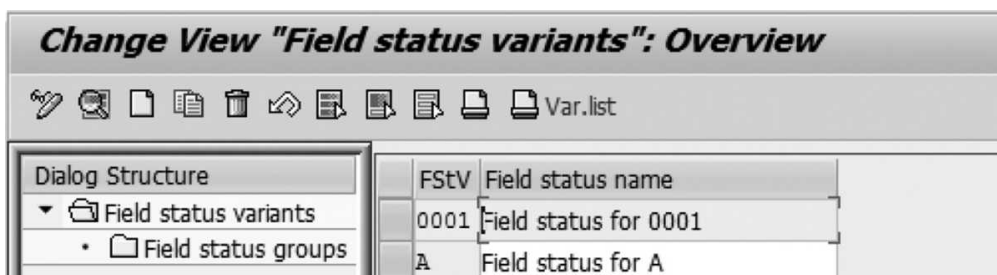 Change View "Field status variants": Overview
Var.list
Dialog Structure
Field status variants
Field status groups
FStV Field status name
0001 Field status for 0001
A Field status for A